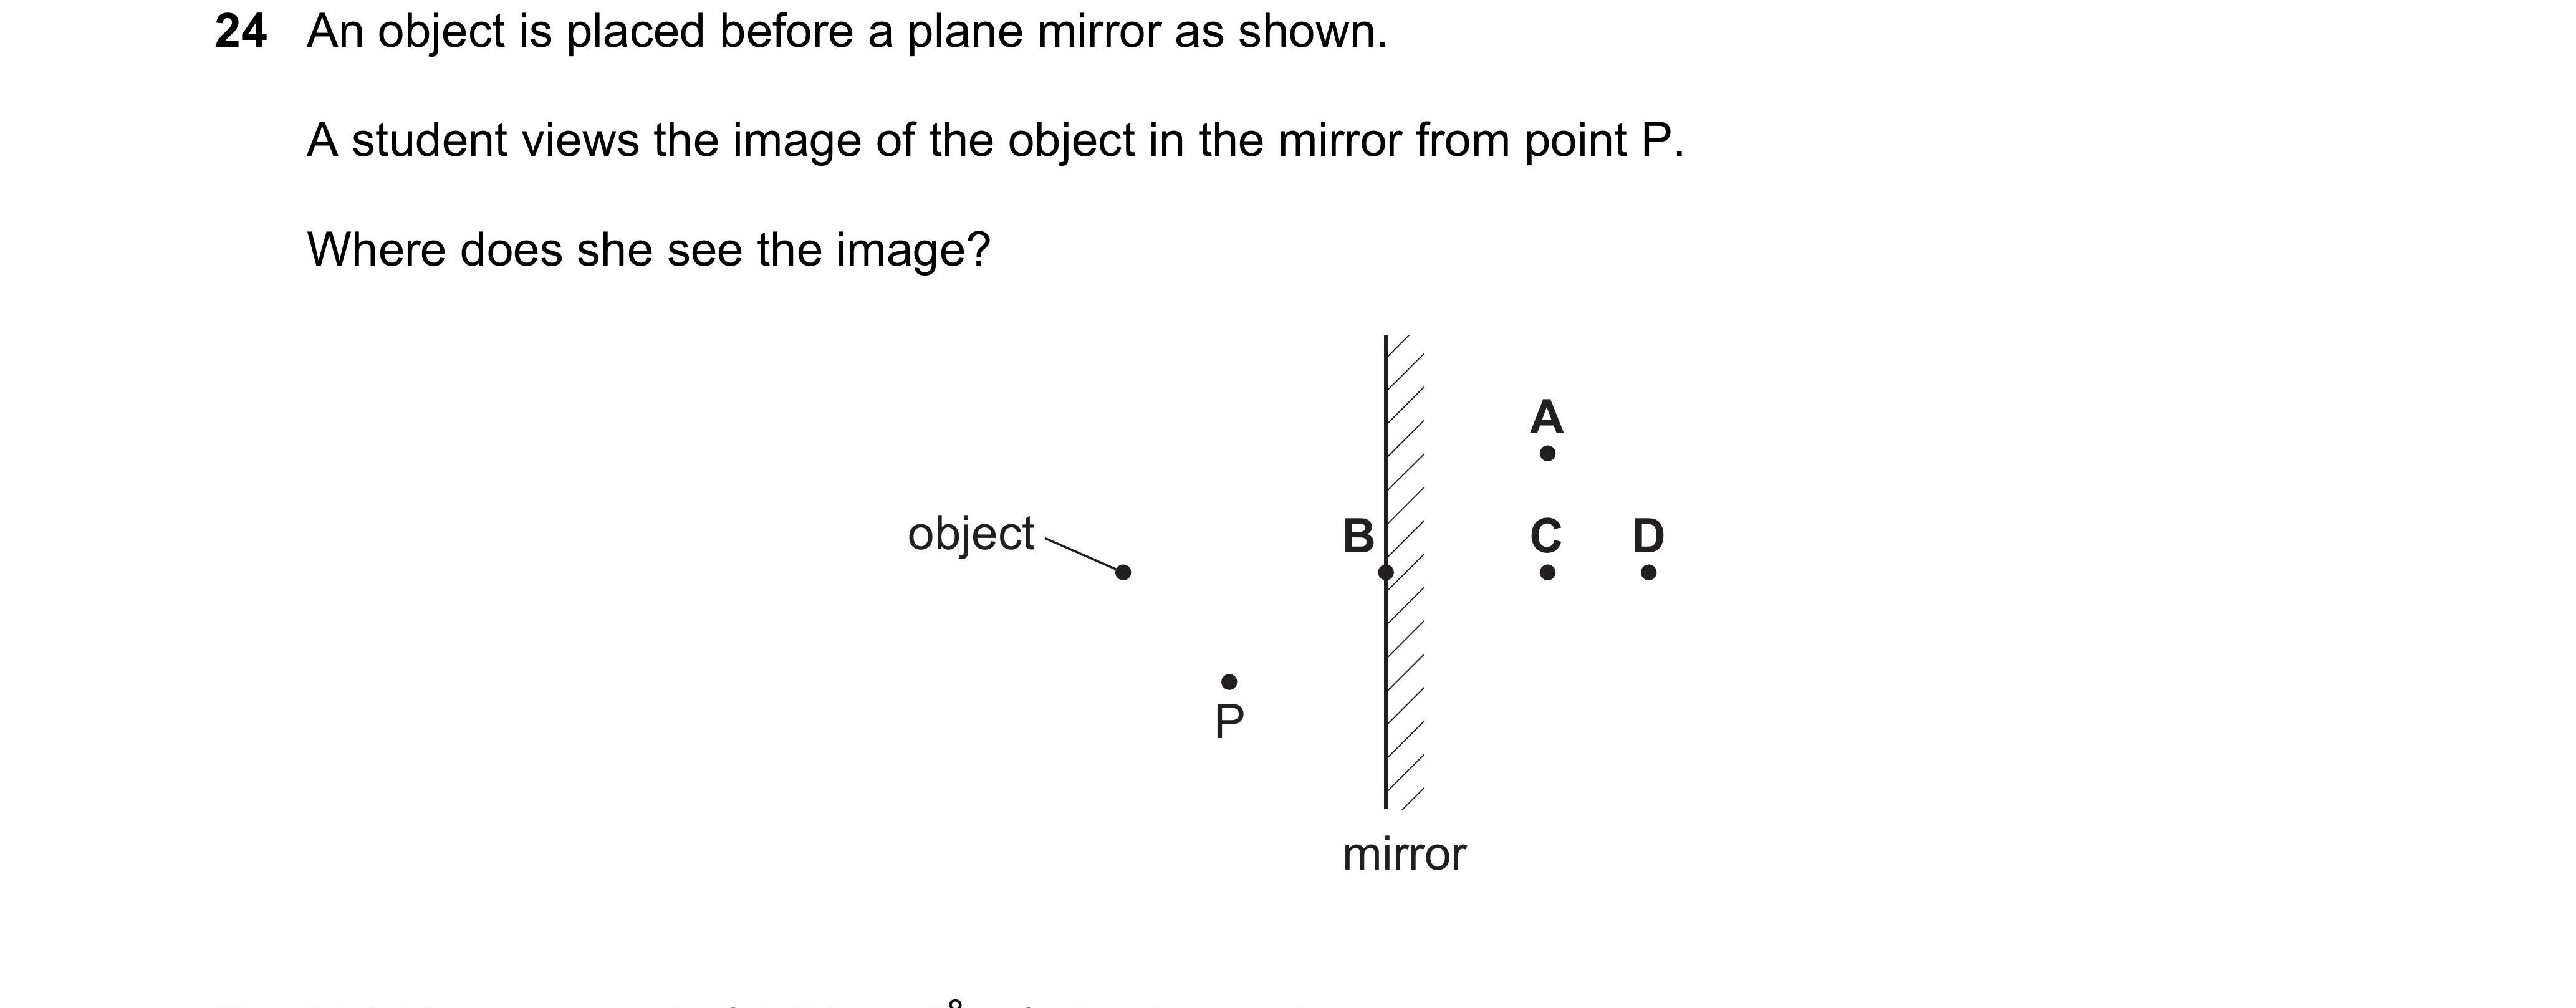 24 An object is placed before a plane mirror as shown.
A student views the image of the object in the mirror from point P.
Where does she see the image?
A
object
B
C
D
P
mirror